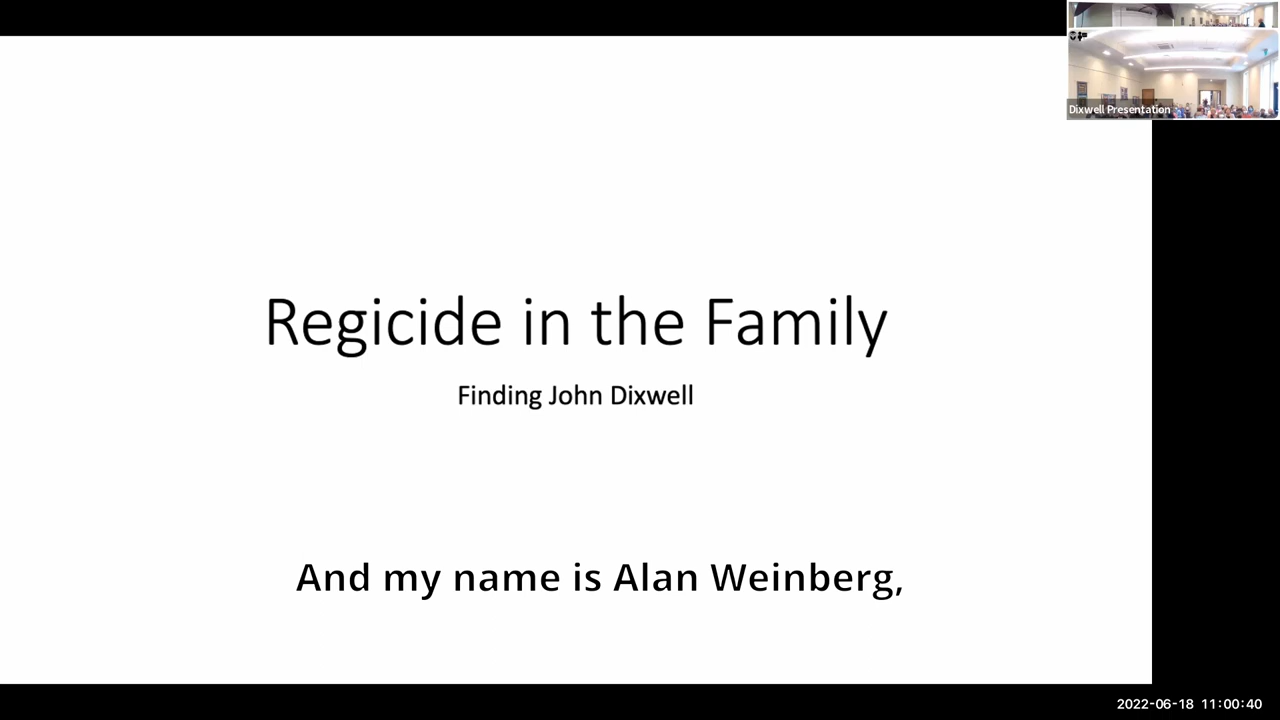 Dixwell Presentation
Regicide in the Family
Finding John Dixwell
And my name is Alan Weinberg,
2022-06-18 11:00:40